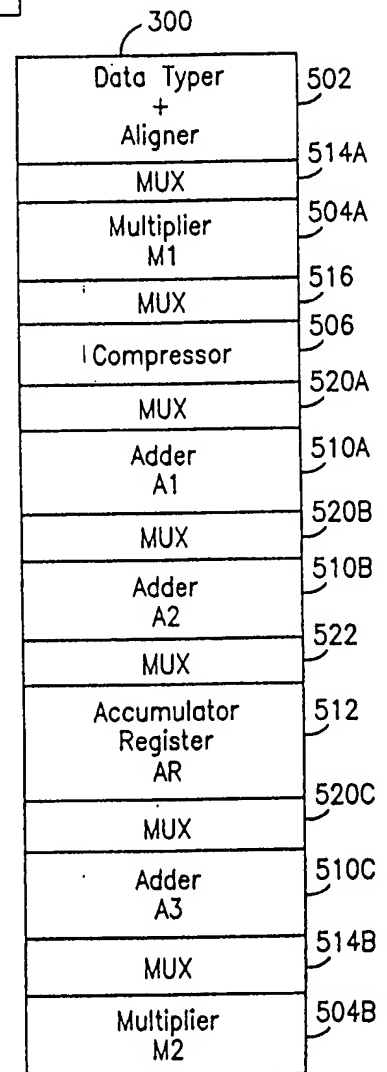 300
Data Typer
+
Aligner
502
514A
MUX
Multiplier
M1
504A
MUX
516
Compressor
506
MUX
520A
Adder
A1
510A
MUX
520B
Adder
A2
510B
MUX
522
Accumulator
Register
AR
512
MUX
520C
Adder
A3
510C
MUX
514B
Multiplier
M2
504B